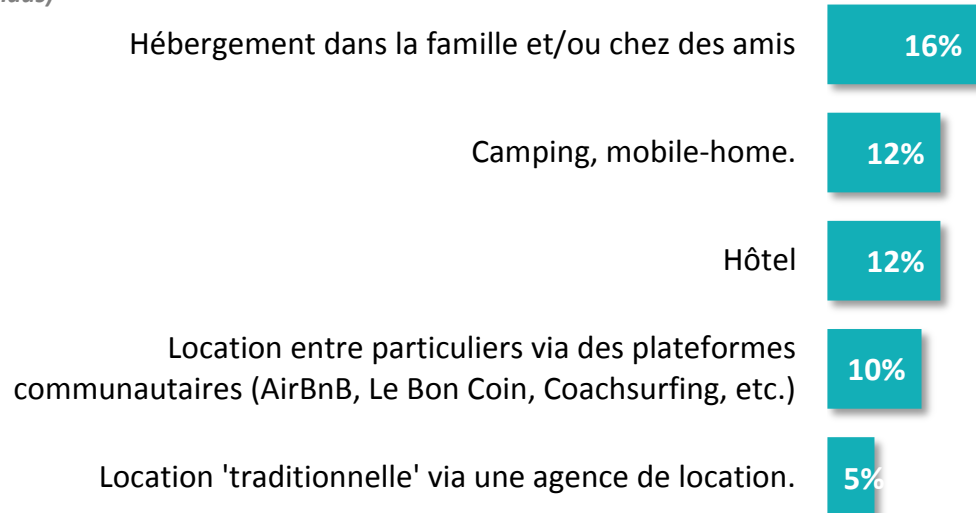 Hébergement dans la famille et/ou chez des amis 16%
Camping, mobile-home. 12%
Hôtel 12%
Location entre particuliers via des plateformes
communautaires (AirBnB, Le Bon Coin, Coachsurfing, etc.) 10%
Location 'traditionnelle' via une agence de location. 5%